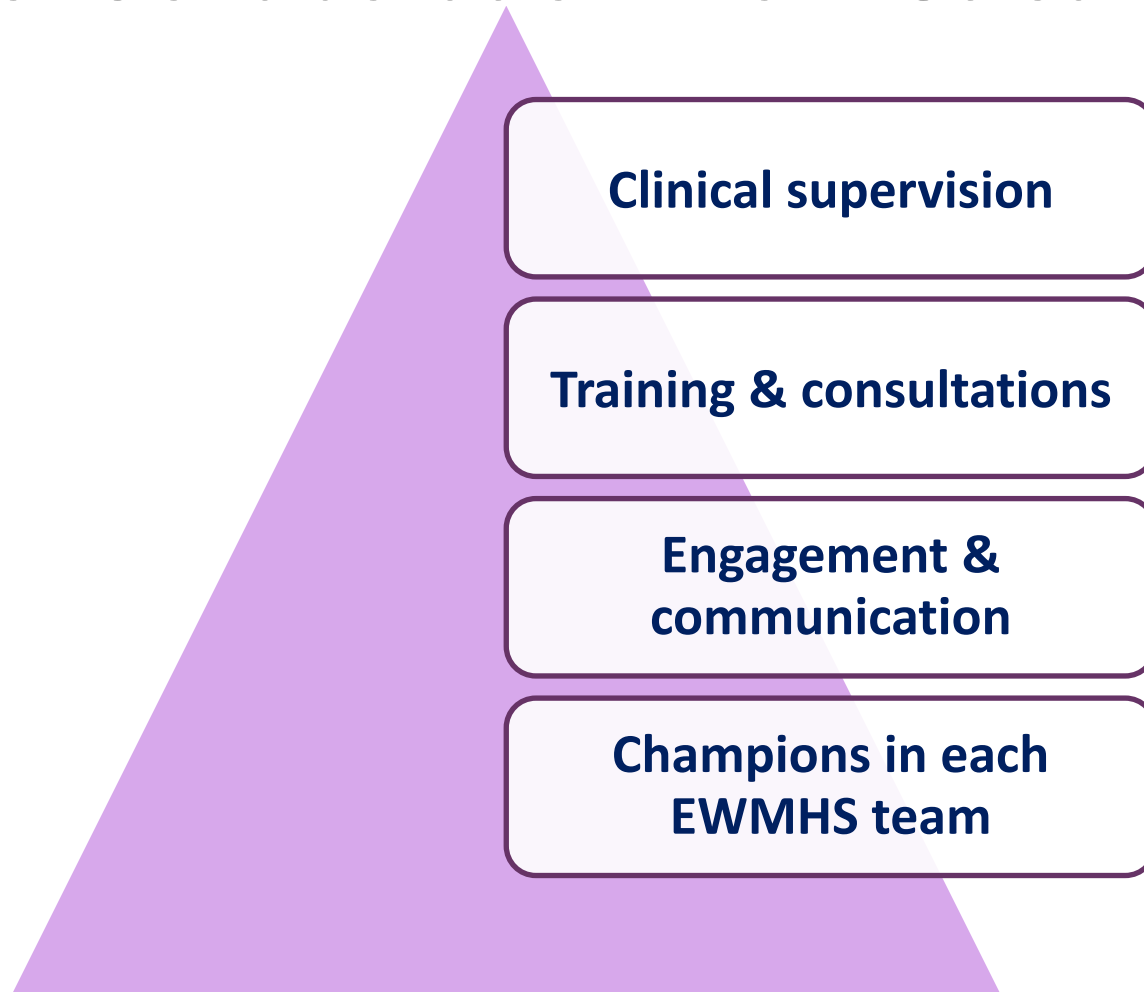 Clinical supervision
Training & consultations
Engagement &
communication
Champions in each
EWMHS team